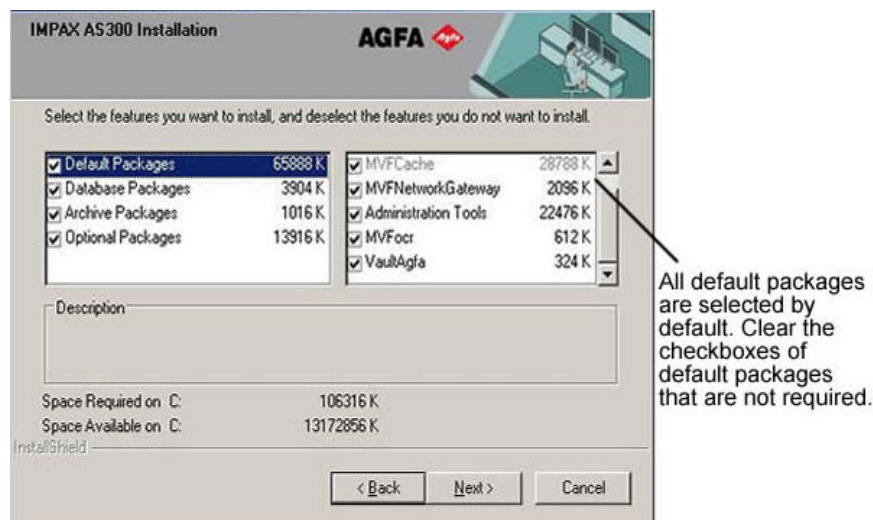 IMPAX AS300 Installation
AGFA
Agfa
Select the features you want to install, and deselect the features you do not want to install.
Default Packages 65888 K
Database Packages 3904 K
Archive Packages 1016 K
Optional Packages 13916 K
MVFCache 28788 K
MVFNetworkGateway 2096 K
Administration Tools 22476 K
MVFocr 612 K
VaultAgfa 324 K
All default packages
are selected by
default. Clear the
checkboxes of
default packages
that are not required.
Description
Space Required on C: 106316 K
Space Available on C: 13172856 K
InstallShield
< Back
Next >
Cancel